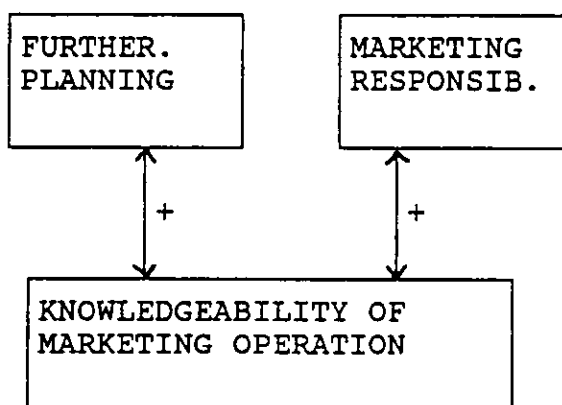 FURTHER.
PLANNING
MARKETING
RESPONSIB.
+
+
KNOWLEDGEABILITY OF
MARKETING OPERATION